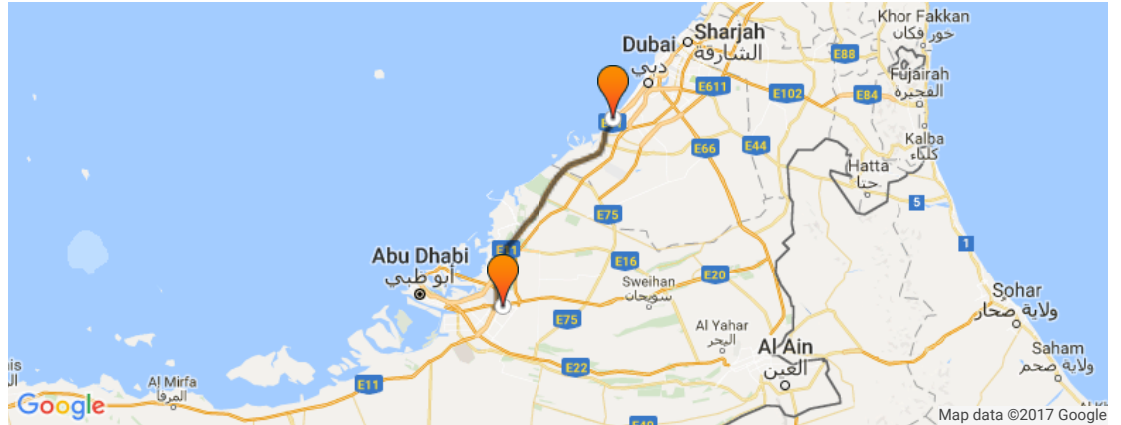 Khor Fakkan
خور فكان
Sharjah
الشارقة
Dubai
دبي
E88
E611
Fujairah
الفجيرة
E102
E84
Kalba
كلباء
E66
E44
Hatta
حتا
5
E75
1
E11
Abu Dhabi
أبو ظبي
E16
E20
Sweihan
سويحان
Sohar
ولاية صحار
E75
Al Yahar
اليحر
Al Ain
العين
Saham
ولاية صحم
E22
E11
Al Mirfa
المرفأ
Google
Map data ©2017 Google